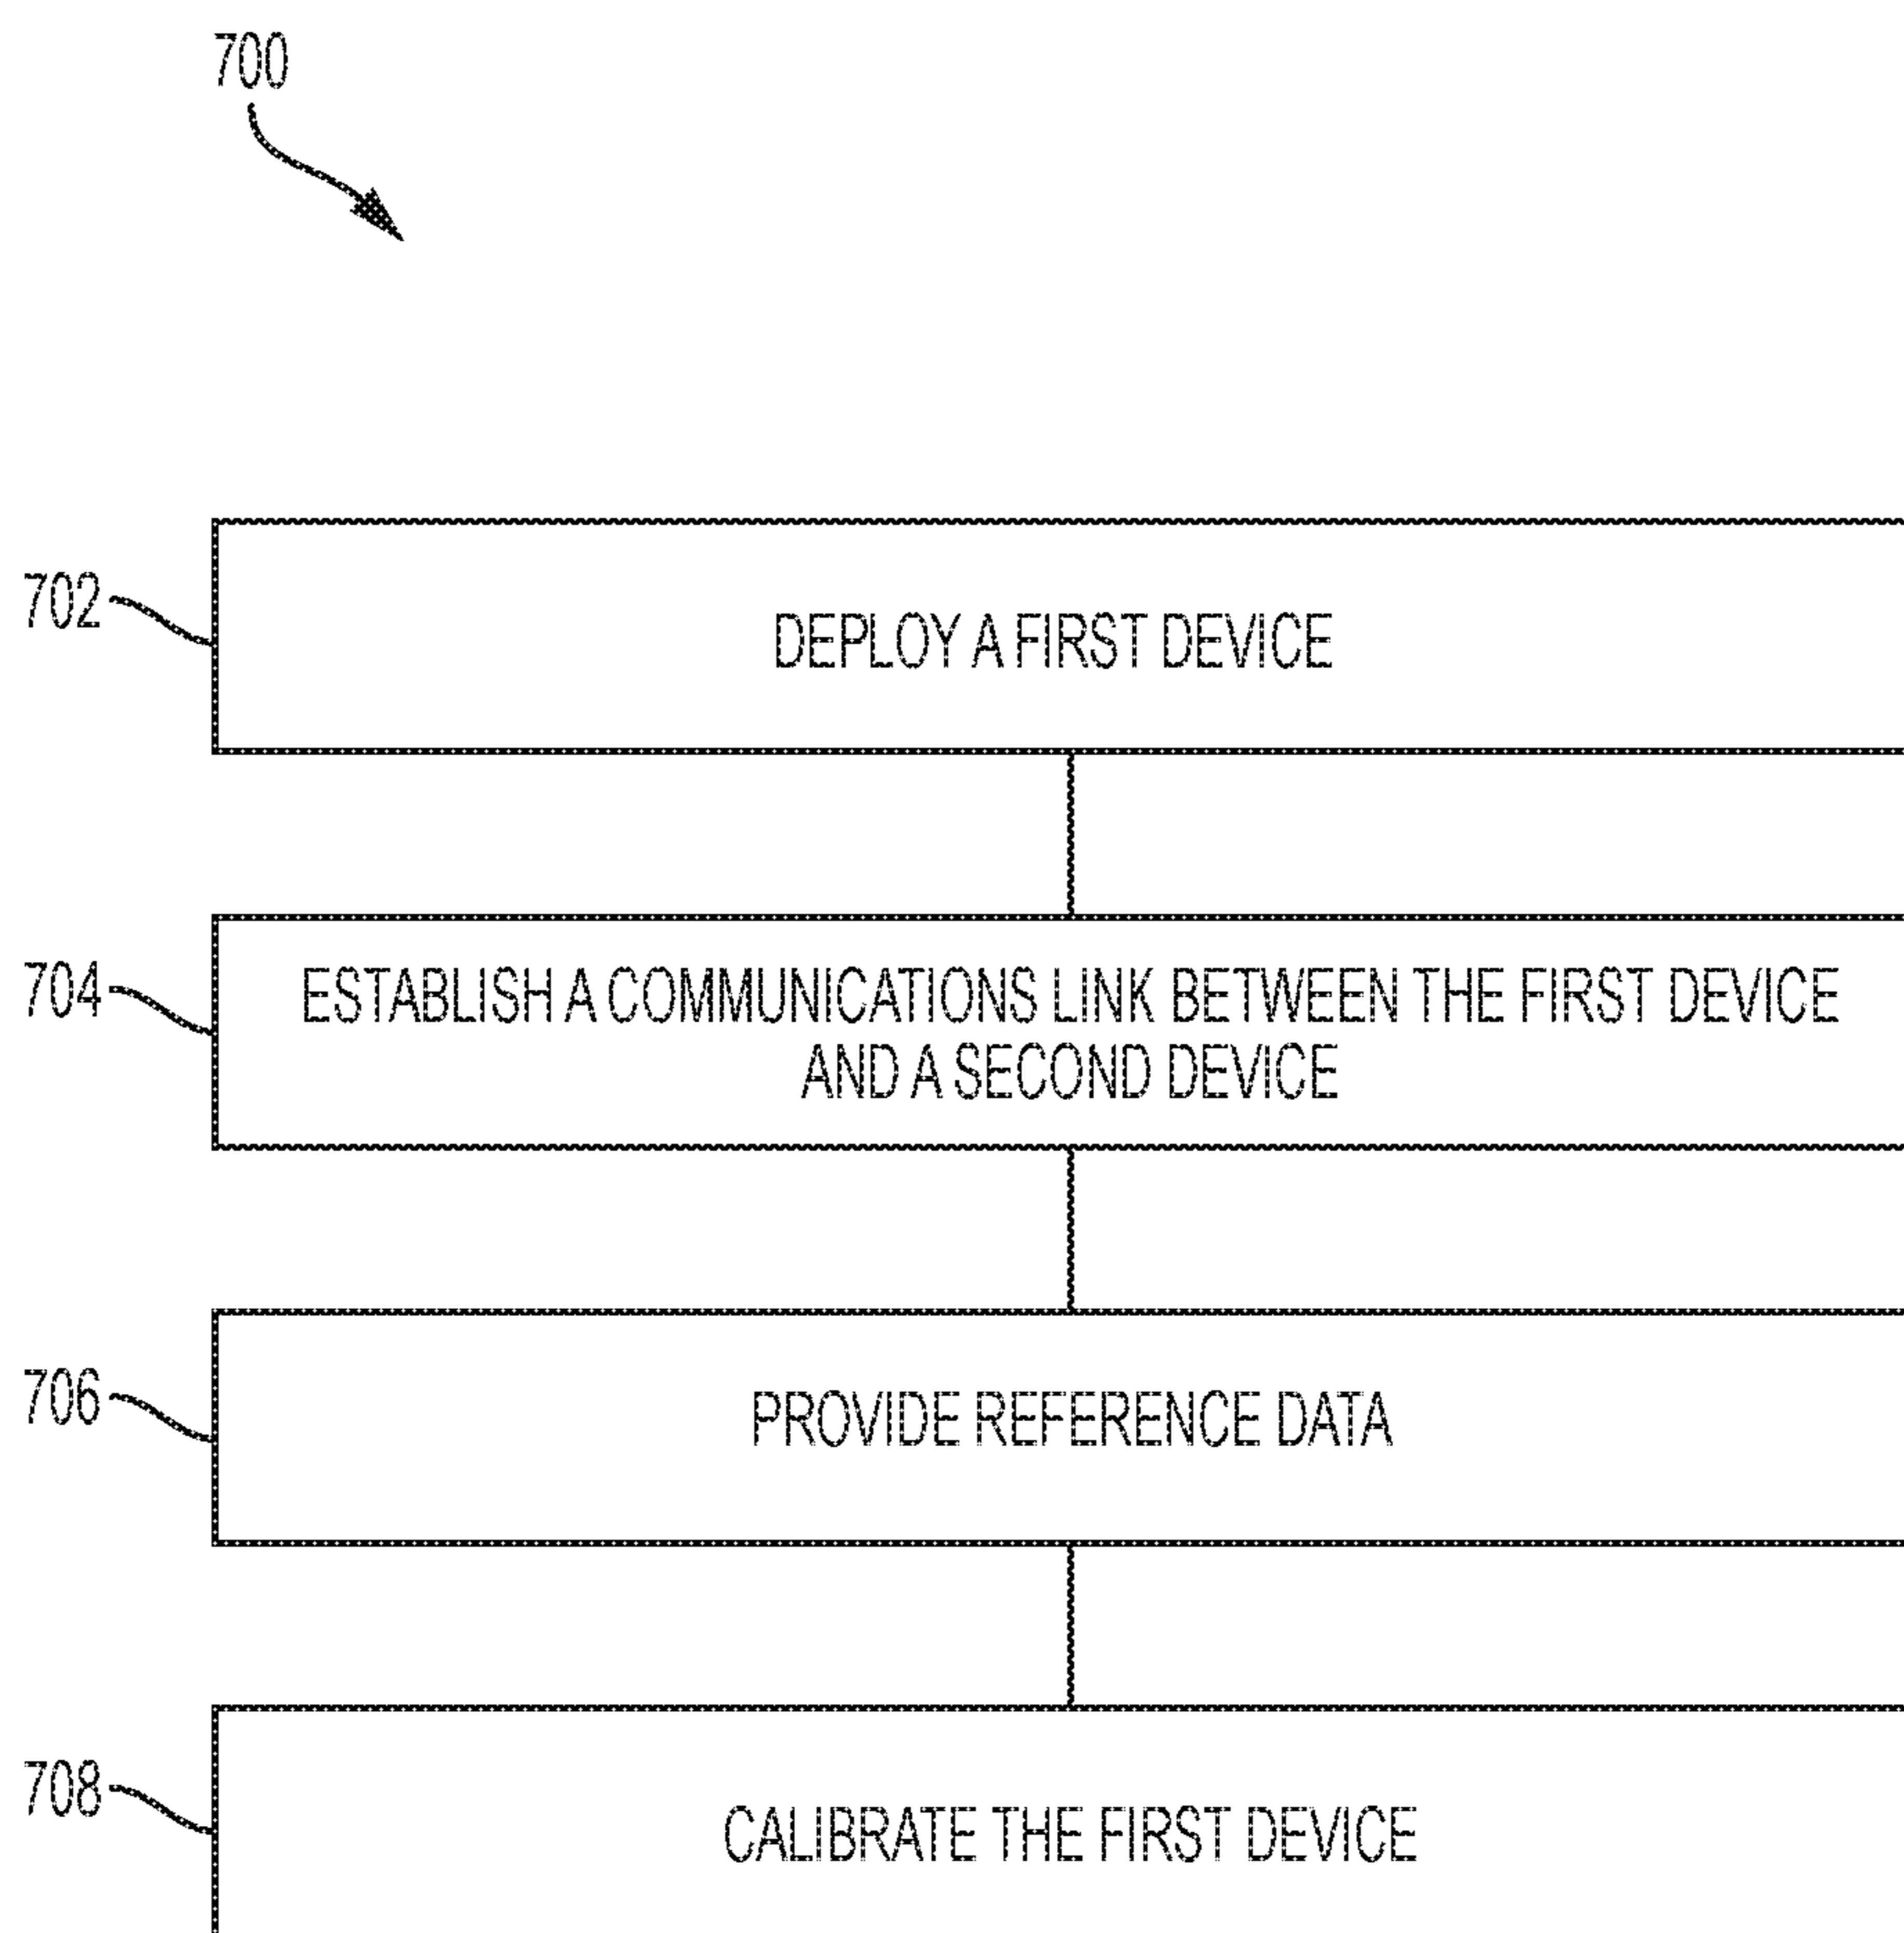 700
702
DEPLOY A FIRST DEVICE
704
ESTABLISH A COMMUNICATIONS LINK BETWEEN THE FIRST DEVICE
AND A SECOND DEVICE
706
PROVIDE REFERENCE DATA
708
CALIBRATE THE FIRST DEVICE